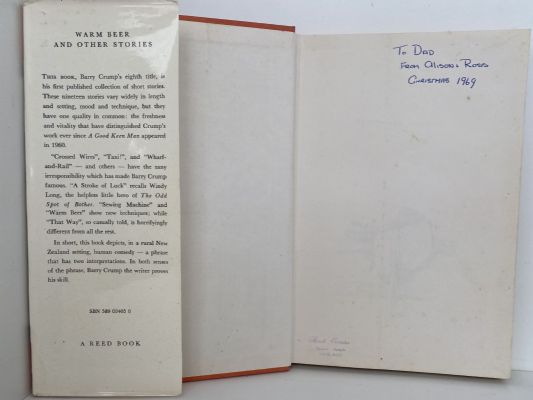 WARM BEER
AND OTHER STORIES
THIS BOOK, Barry Crump's eighth title, is
his first published collection of short stories.
These nineteen stories vary widely in length
and setting, mood and technique, but they
have one quality in common: the freshness
and vitality that have distinguished Crump's
work ever since A Good Keen Man appeared
in 1960.
"Crossed Wires", "Taxi!", and "Wharf-
and-Rail" — and others — have the zany
irresponsibility which has made Barry Crump
famous. "A Stroke of Luck" recalls Windy
Long, the helpless little hero of The Odd
Spot of Bother. "Sewing Machine" and
"Warm Beer" show new techniques; while
"That Way", so casually told, is horrifyingly
different from all the rest.
In short, this book depicts, in a rural New
Zealand setting, human comedy — a phrase
that has two interpretations. In both senses
of the phrase, Barry Crump the writer proves
his skill.
SBN 589 00405 0
A REED BOOK
To DAD
FROM Alison & Ross
CHRISTMAS 1969